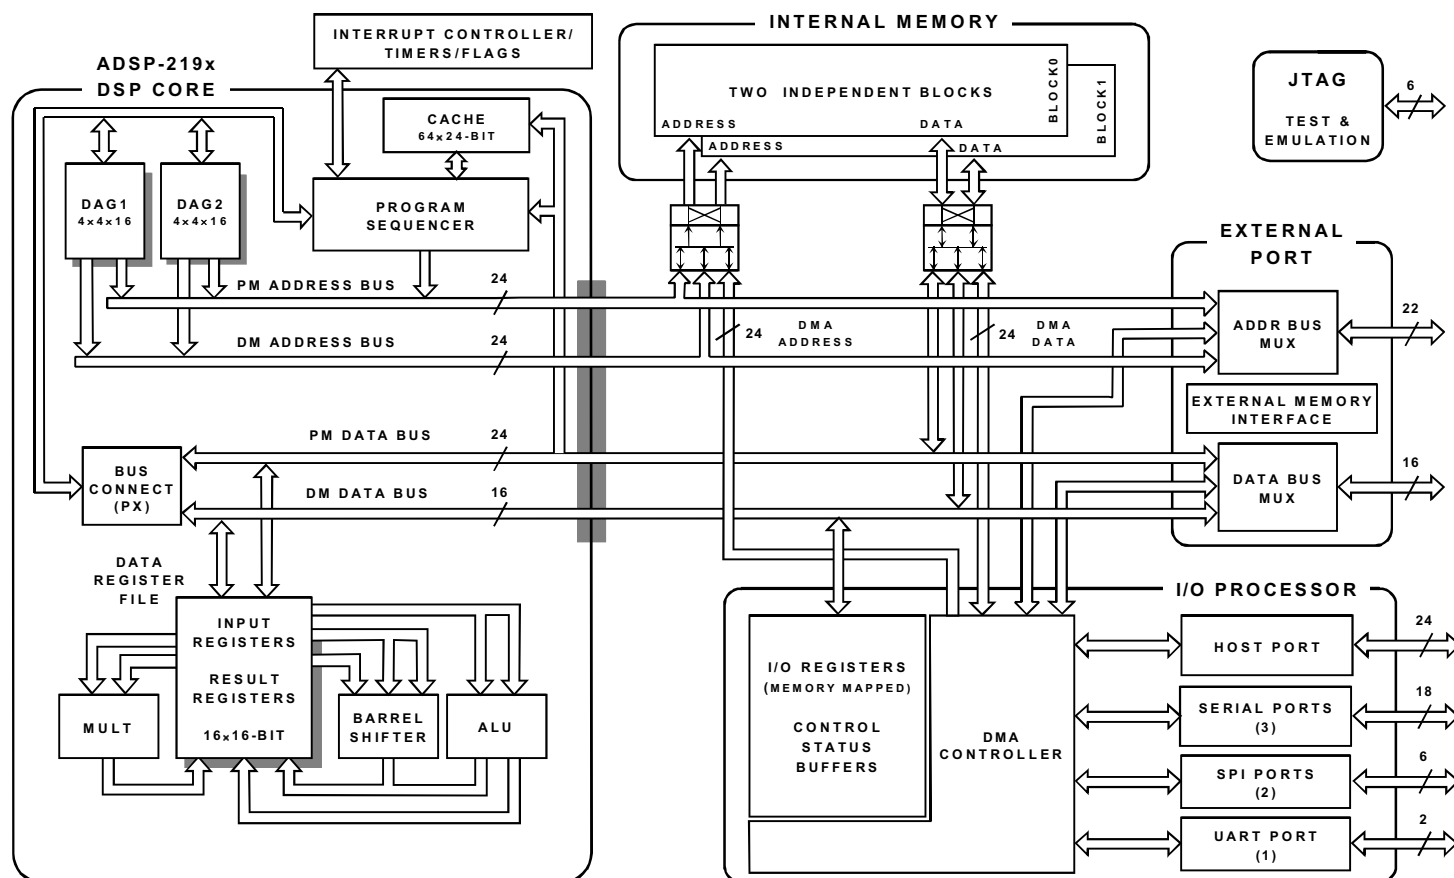 INTERNAL MEMORY
INTERRUPT CONTROLLER/
TIMERS/FLAGS
ADSP-219x
DSP CORE
TWO INDEPENDENT BLOCKS
BLOCK0
BLOCK1
ADDRESS
DATA
ADDRESS
DATA
JTAG
TEST &
EMULATION
6
CACHE
64x24-BIT
DAG1
4x4x16
DAG2
4x4x16
PROGRAM
SEQUENCER
EXTERNAL
PORT
PM ADDRESS BUS
24
DM ADDRESS BUS
24
24
DMA
ADDRESS
24
DMA
DATA
ADDR BUS
MUX
22
EXTERNAL MEMORY
INTERFACE
PM DATA BUS
24
BUS
CONNECT
(PX)
DM DATA BUS
16
DATA BUS
MUX
16
DATA
REGISTER
FILE
INPUT
REGISTERS
RESULT
REGISTERS
16x16-BIT
MULT
BARREL
SHIFTER
ALU
I/O PROCESSOR
I/O REGISTERS
(MEMORY MAPPED)
CONTROL
STATUS
BUFFERS
DMA
CONTROLLER
HOST PORT
24
SERIAL PORTS
(3)
18
SPI PORTS
(2)
6
UART PORT
(1)
2